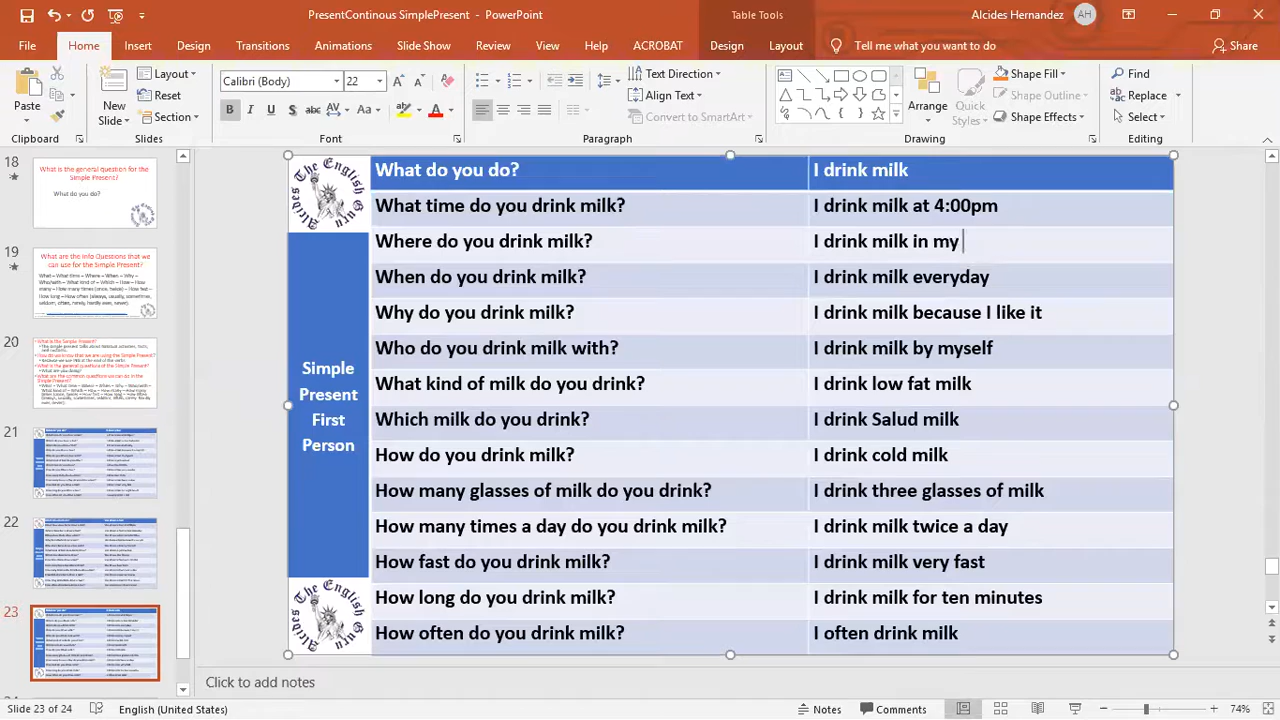 PresentContinous SimplePresent - PowerPoint
Table Tools
Alcides Hernandez
AH
File Home Insert Design Transitions Animations Slide Show Review View Help ACROBAT Design Layout Tell me what you want to do Share
Paste
New Slide
Layout
Reset
Section
Calibri (Body) 22
Text Direction
Align Text
Convert to SmartArt
Arrange
Quick Styles
Shape Fill
Shape Outline
Shape Effects
Find
Replace
Select
Clipboard Slides Font Paragraph Drawing Editing
18
What is the general question for the Simple Present?
What do you do?
19
What are the Info Questions that we can use for the Simple Present?
20
21
22
23
The English
Simple
Present
First
Person
What do you do? drink milk
What time do you drink milk? I drink milk at 4:00pm
Where do you drink milk? I drink milk in my
When do you drink milk? I drink milk everyday
Why do you drink milk? I drink milk because I like it
Who do you drink milk with? I drink milk by myself
What kind of milk do you drink? I drink low fat milk
Which milk do you drink? I drink Salud milk
How do you drink milk? I drink cold milk
How many glasses of milk do you drink? I drink three glasses of milk
How many times a day do you drink milk? I drink milk twice a day
How fast do you drink milk? I drink milk very fast
How long do you drink milk? I drink milk for ten minutes
How often do you drink milk? I often drink milk
Click to add notes
Slide 23 of 24
English (United States)
Notes
Comments
74%